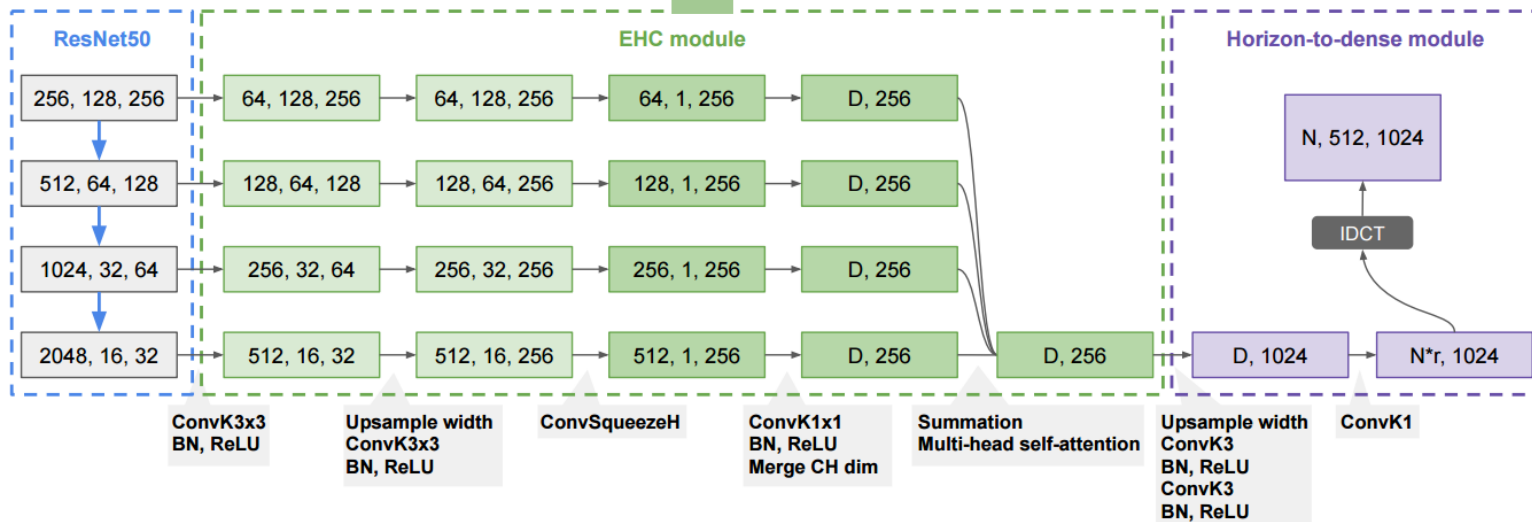 ResNet50
EHC module
Horizon-to-dense module
256, 128, 256
64, 128, 256
64, 128, 256
64, 1, 256
D, 256
N, 512, 1024
512, 64, 128
128, 64, 128
128, 64, 256
128, 1, 256
D, 256
IDCT
1024, 32, 64
256, 32, 64
256, 32, 256
256, 1, 256
D, 256
2048, 16, 32
512, 16, 32
512, 16, 256
512, 1, 256
D, 256
D, 256
D, 1024
N*r, 1024
ConvK3x3
BN, ReLU
Upsample width
ConvK3x3
BN, ReLU
ConvSqueezeH
ConvK1x1
BN, ReLU
Merge CH dim
Summation
Multi-head self-attention
Upsample width
ConvK3
BN, ReLU
ConvK3
BN, ReLU
ConvK1